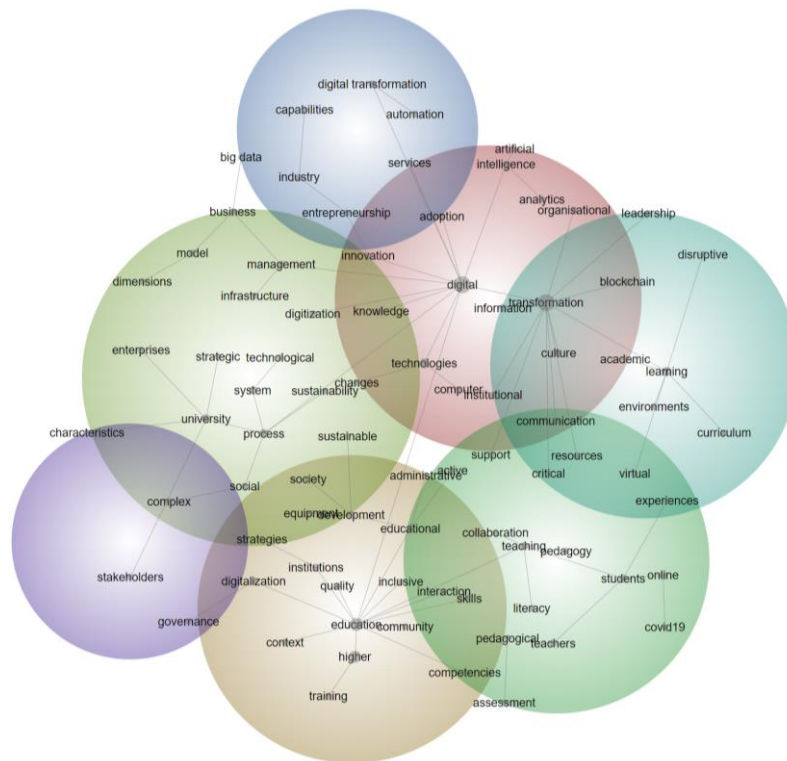 digital transformation
capabilities
automation
artificial
big data
services
intelligence
industry
analytics
business
entrepreneurship
adoption
organisational
leadership
model
innovation
disruptive
management
dimensions
digital
blockchain
infrastructure
knowledge
information
transformation
digitization
enterprises
strategic
technological
technologies
culture
academic
learning
system
sustainability
changes
computer
institutional
environments
university
communication
characteristics
process
sustainable
curriculum
support
resources
active
administrative
critical
virtual
society
social
complex
experiences
equipment
development
educational
collaboration
strategies
teaching
pedagogy
institutions
stakeholders
digitalization
quality
inclusive
interaction
skills
students
online
literacy
governance
education
community
covid19
context
pedagogical
teachers
higher
competencies
training
assessment